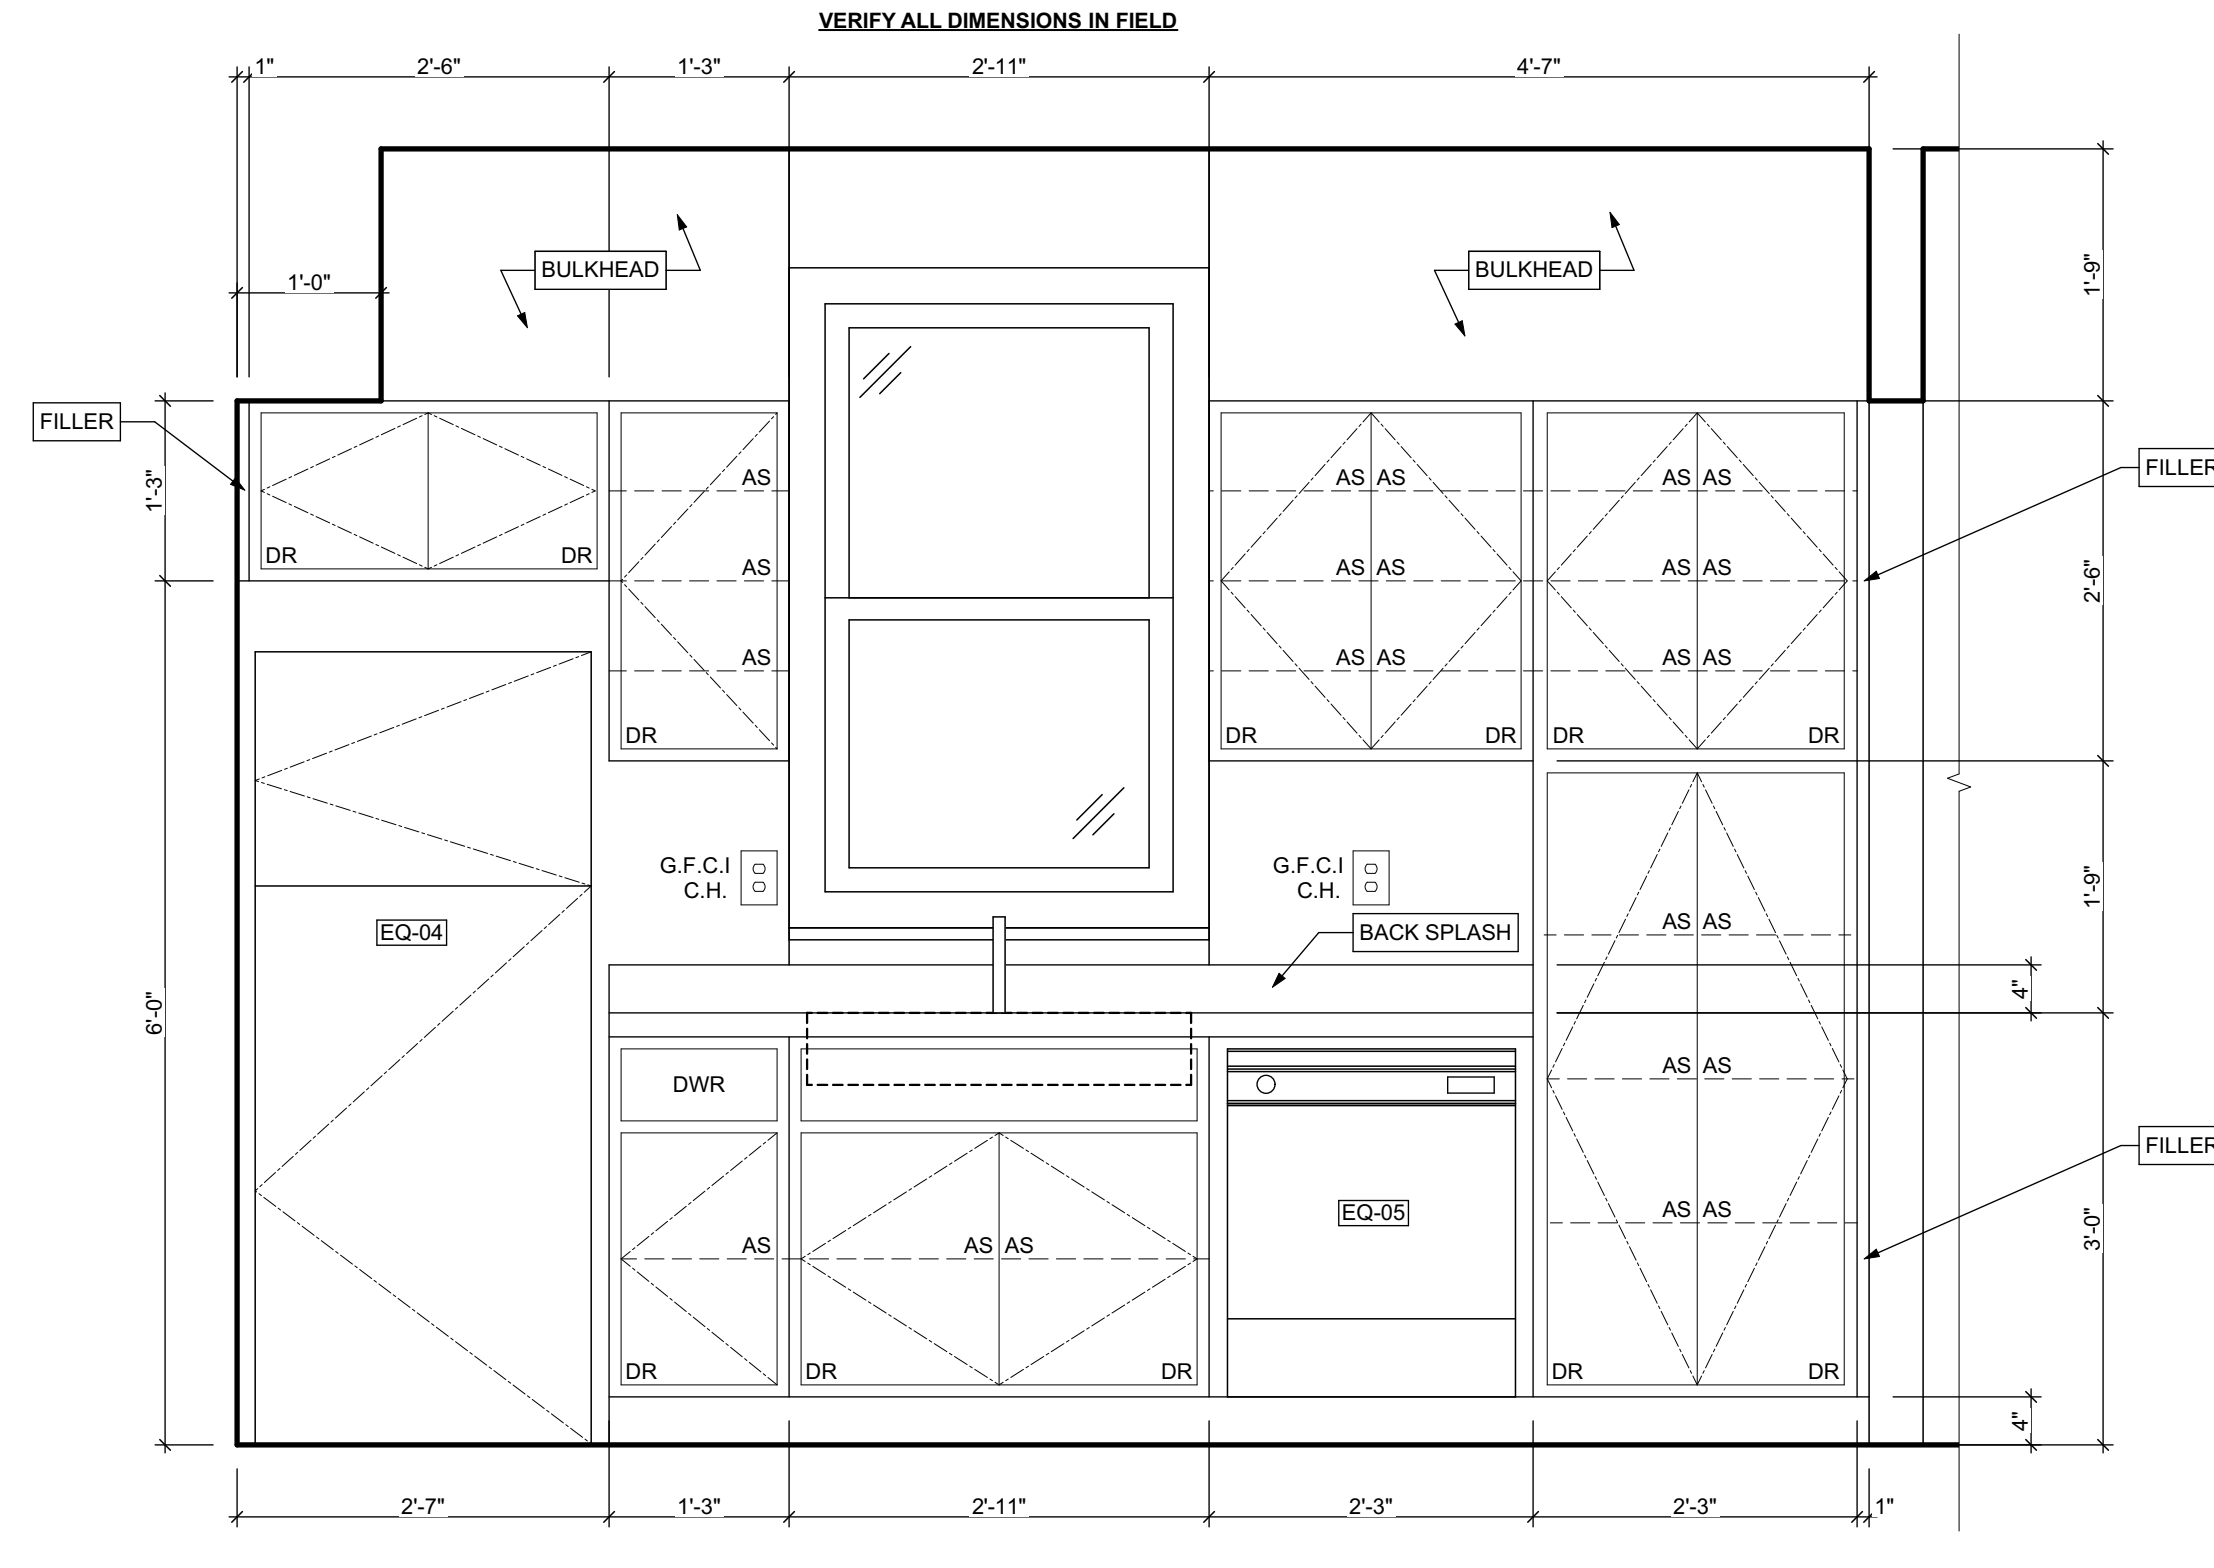 VERIFY ALL DIMENSIONS IN FIELD
1" 2'-6" 1'-3" 2'-11" 4'-7"
BULKHEAD BULKHEAD
1'-0" 1'-9"
FILLER
FILLER
1'-3" AS AS AS AS AS
DR DR AS AS AS AS AS 2'-6"
AS AS AS AS AS
DR DR DR DR DR
G.F.C.I G.F.C.I
C.H. C.H.
1'-9"
EQ-04 BACK SPLASH AS AS
6'-0" 4"
DWR AS AS
FILLER
EQ-05 AS AS 3'-0"
AS AS AS
DR DR DR DR DR
4"
2'-7" 1'-3" 2'-11" 2'-3" 2'-3" 1"